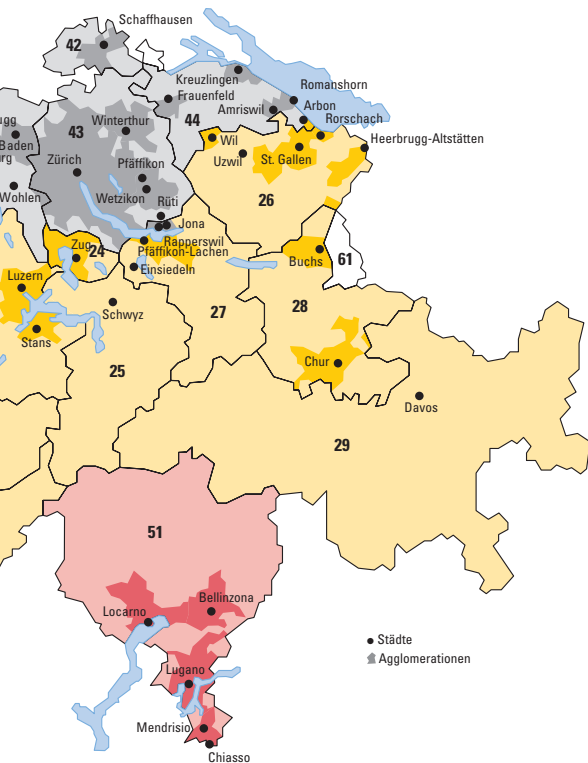 Schaffhausen
42
Kreuzlingen
Romanshorn
Frauenfeld
Amriswil
Arbon
44
Rorschach
ugg
43
Winterthur
Baden
Wil
Heerbrugg-Altstätten
rg
Zürich
Pfäffikon
Uzwil
St. Gallen
Wohlen
Wetzikon
Rüti
26
Jona
Zug
24
Rapperswil
Pfäffikon-Lachen
Buchs
61
Luzern
Einsiedeln
Schwyz
27
28
Stans
25
Chur
Davos
29
51
Bellinzona
Locarno
Städte
Agglomerationen
Lugano
Mendrisio
Chiasso